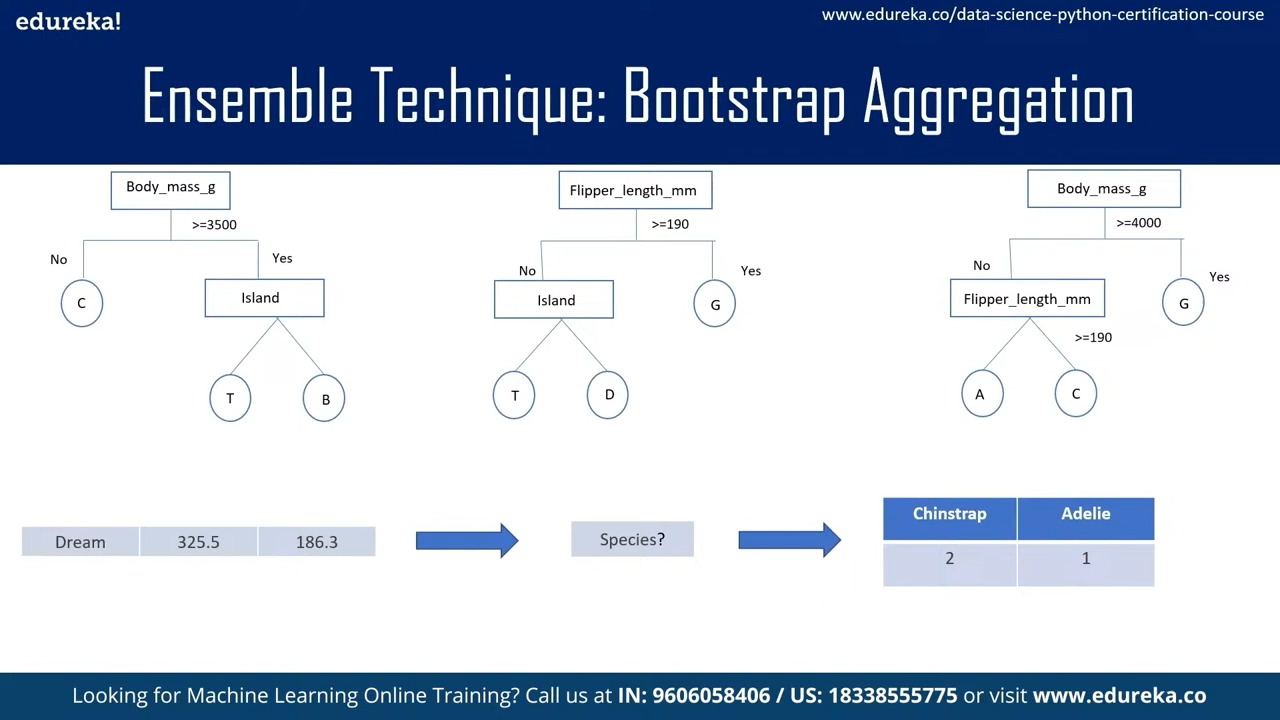 edureka!
www.edureka.co/data-science-python-certification-course
Ensemble Technique: Bootstrap Aggregation
Body_mass_g
>=3500
No
Yes
C
Island
T
B
Flipper_length_mm
>=190
No
Yes
Island
G
T
D
Body_mass_g
>=4000
No
Yes
Flipper_length_mm
G
>=190
A
C
Dream 325.5 186.3
Species?
Chinstrap Adelie
2 1
Looking for Machine Learning Online Training? Call us at IN: 9606058406 / US: 18338555775 or visit www.edureka.co